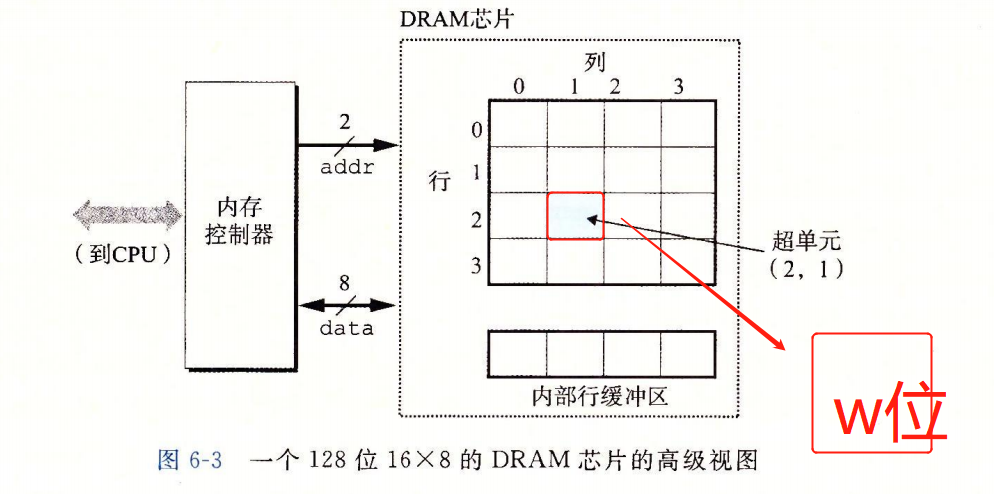 DRAM芯片
列
0 1 2 3
2
addr
0
1
行
2
3
内存
控制器
(到CPU)
超单元
(2, 1)
8
data
内部行缓冲区
w位
图 6-3 一个 128 位 16×8 的 DRAM 芯片的高级视图